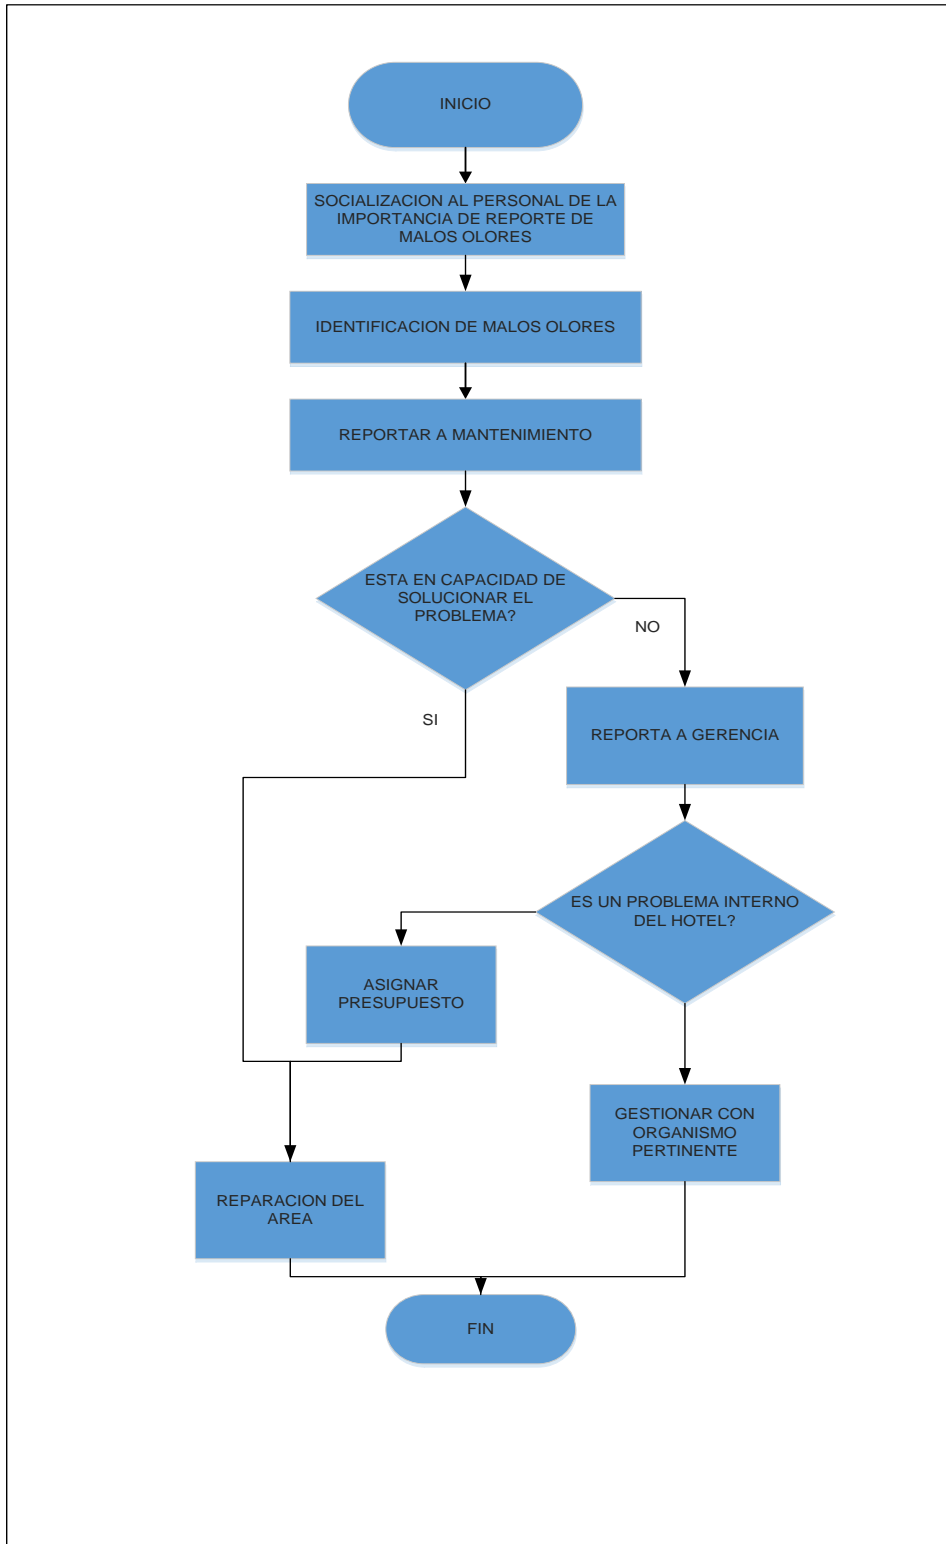 INICIO
SOCIALIZACION AL PERSONAL DE LA
IMPORTANCIA DE REPORTE DE
MALOS OLORES
IDENTIFICACION DE MALOS OLORES
REPORTAR A MANTENIMIENTO
ESTA EN CAPACIDAD DE
SOLUCIONAR EL
PROBLEMA?
NO
SI
REPORTA A GERENCIA
ES UN PROBLEMA INTERNO
DEL HOTEL?
ASIGNAR
PRESUPUESTO
GESTIONAR CON
ORGANISMO
PERTINENTE
REPARACION DEL
AREA
FIN